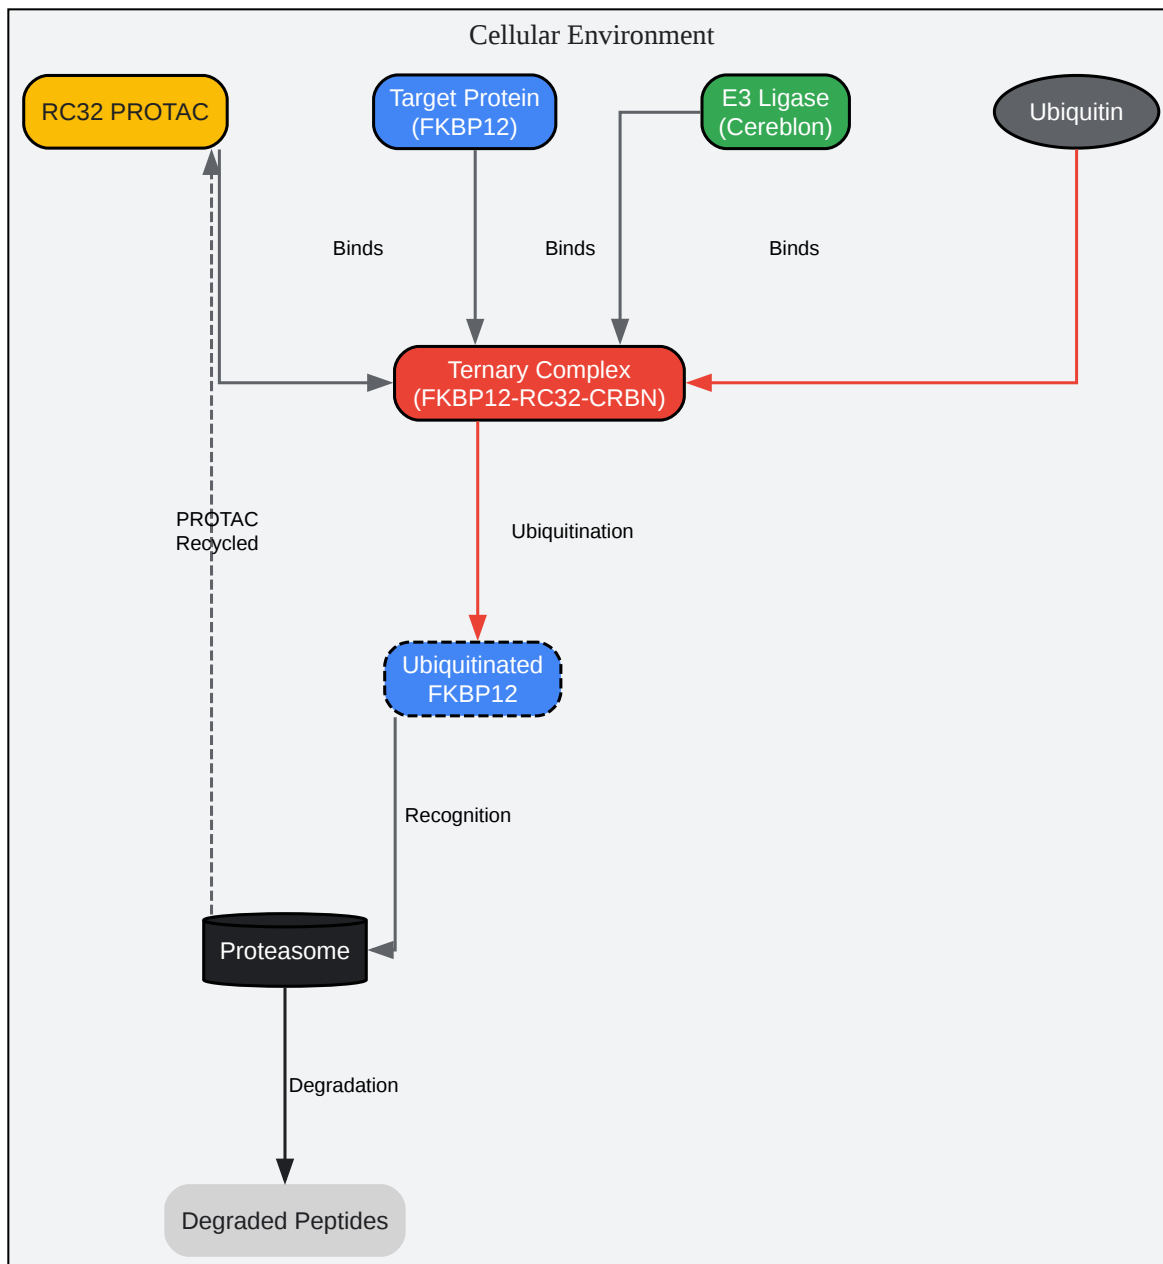 Cellular Environment
RC32 PROTAC
Target Protein
(FKBP12)
E3 Ligase
(Cereblon)
Ubiquitin
Binds
Binds
Binds
Ternary Complex
(FKBP12-RC32-CRBN)
PROTAC
Recycled
Ubiquitination
Ubiquitinated
FKBP12
Recognition
Proteasome
Degradation
Degraded Peptides